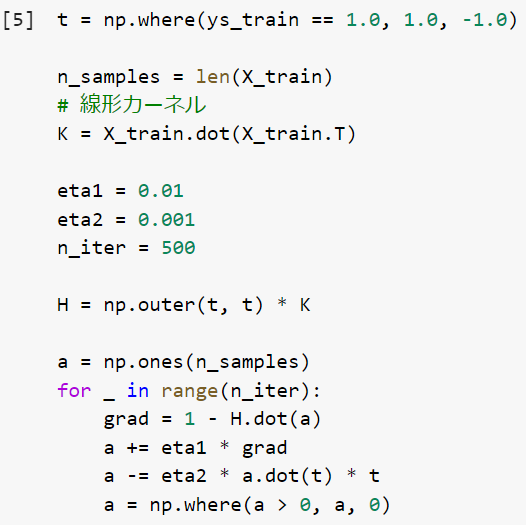 [5] t = np.where(ys_train == 1.0, 1.0, -1.0)
n_samples = len(X_train)
# 線形カーネル
K = X_train.dot(X_train.T)
eta1 = 0.01
eta2 = 0.001
n_iter = 500
H = np.outer(t, t) * K
a = np.ones(n_samples)
for _ in range(n_iter):
    grad = 1 - H.dot(a)
    a += eta1 * grad
    a -= eta2 * a.dot(t) * t
    a = np.where(a > 0, a, 0)